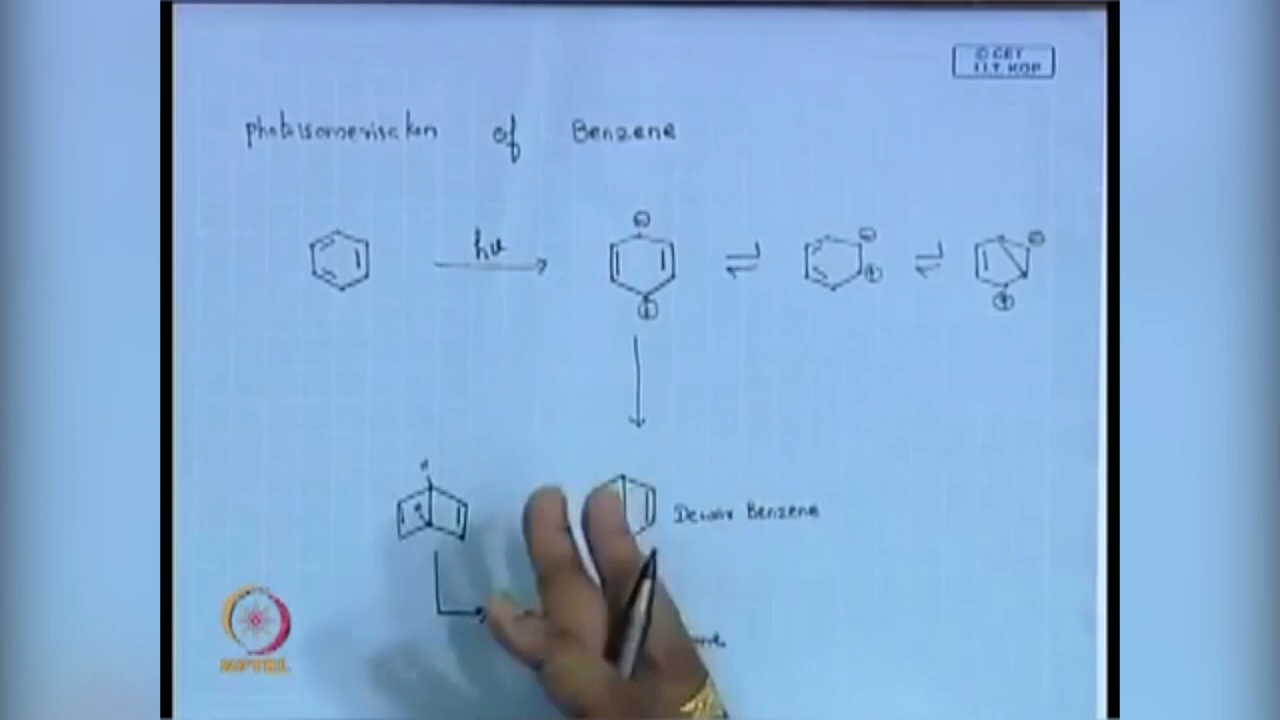 © CET
I.I.T. KGP
photoisomerisation of Benzene
hν
⊖ ⊖ ⊖
⊕ ⊕ ⊕
H
Dewar Benzene
NPTEL